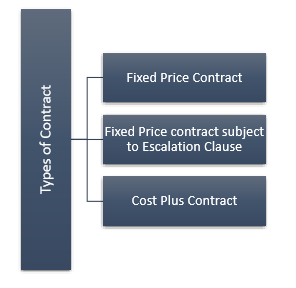 Types of Contract
Fixed Price Contract
Fixed Price contract subject
to Escalation Clause
Cost Plus Contract